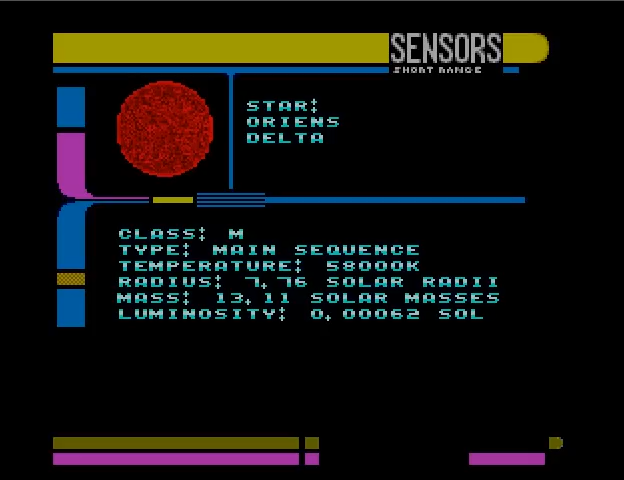 SENSORS
SHORT RANGE
STAR:
ORIENS
DELTA
CLASS: M
TYPE: MAIN SEQUENCE
TEMPERATURE: 58000K
RADIUS: 7,76 SOLAR RADII
MASS: 13,11 SOLAR MASSES
LUMINOSITY: 0,00062 SOL